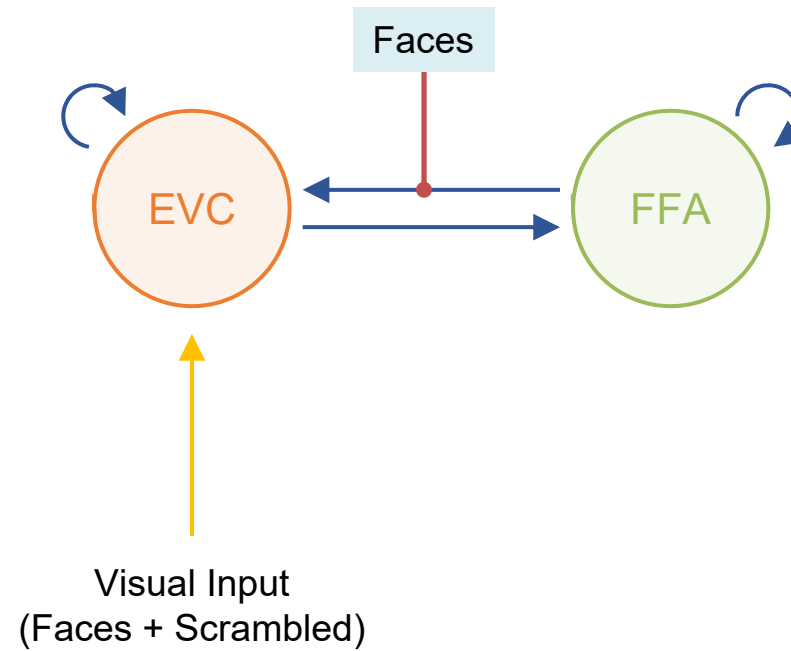 Faces
EVC
FFA
Visual Input
(Faces + Scrambled)